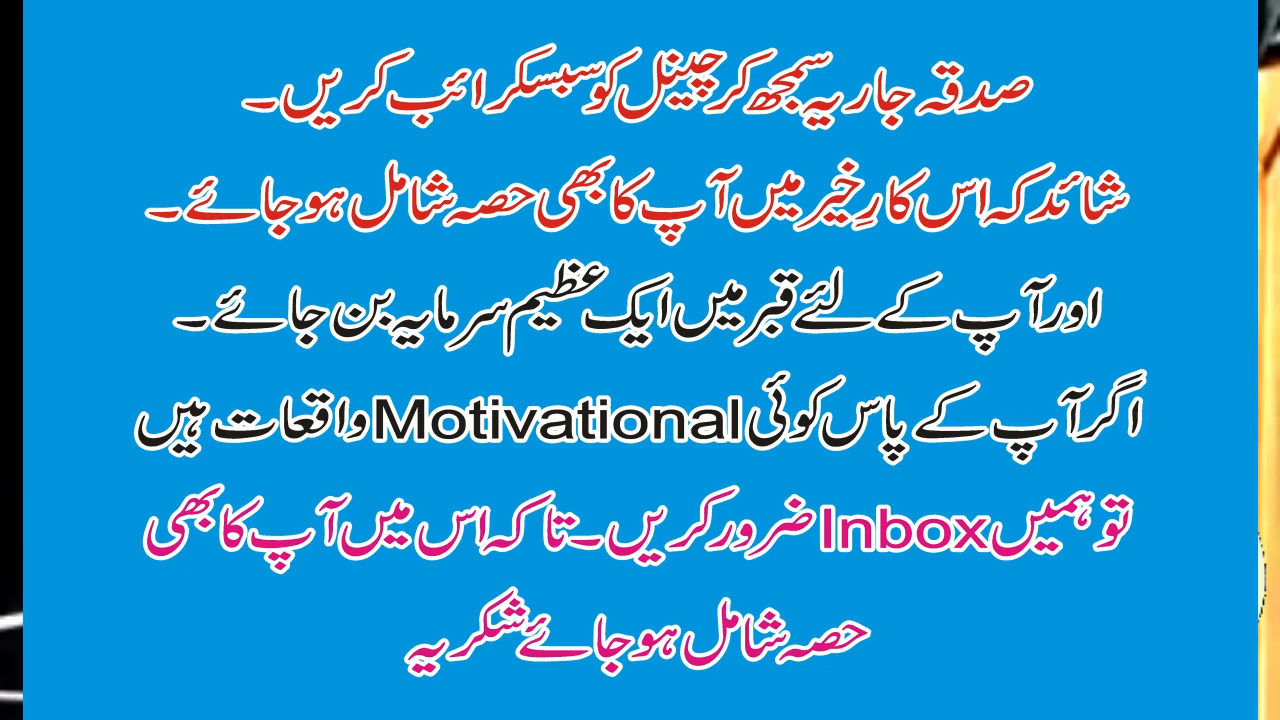 صدقہ جاریہ سمجھ کر چینل کو سبسکرائب کریں۔
شائد کہ اس کارِ خیر میں آپ کا بھی حصہ شامل ہو جائے۔
اور آپ کے لئے قبر میں ایک عظیم سرمایہ بن جائے۔
اگر آپ کے پاس کوئی Motivational واقعات ہیں
تو ہمیں Inbox ضرور کریں۔ تاکہ اس میں آپ کا بھی
حصہ شامل ہو جائے شکریہ